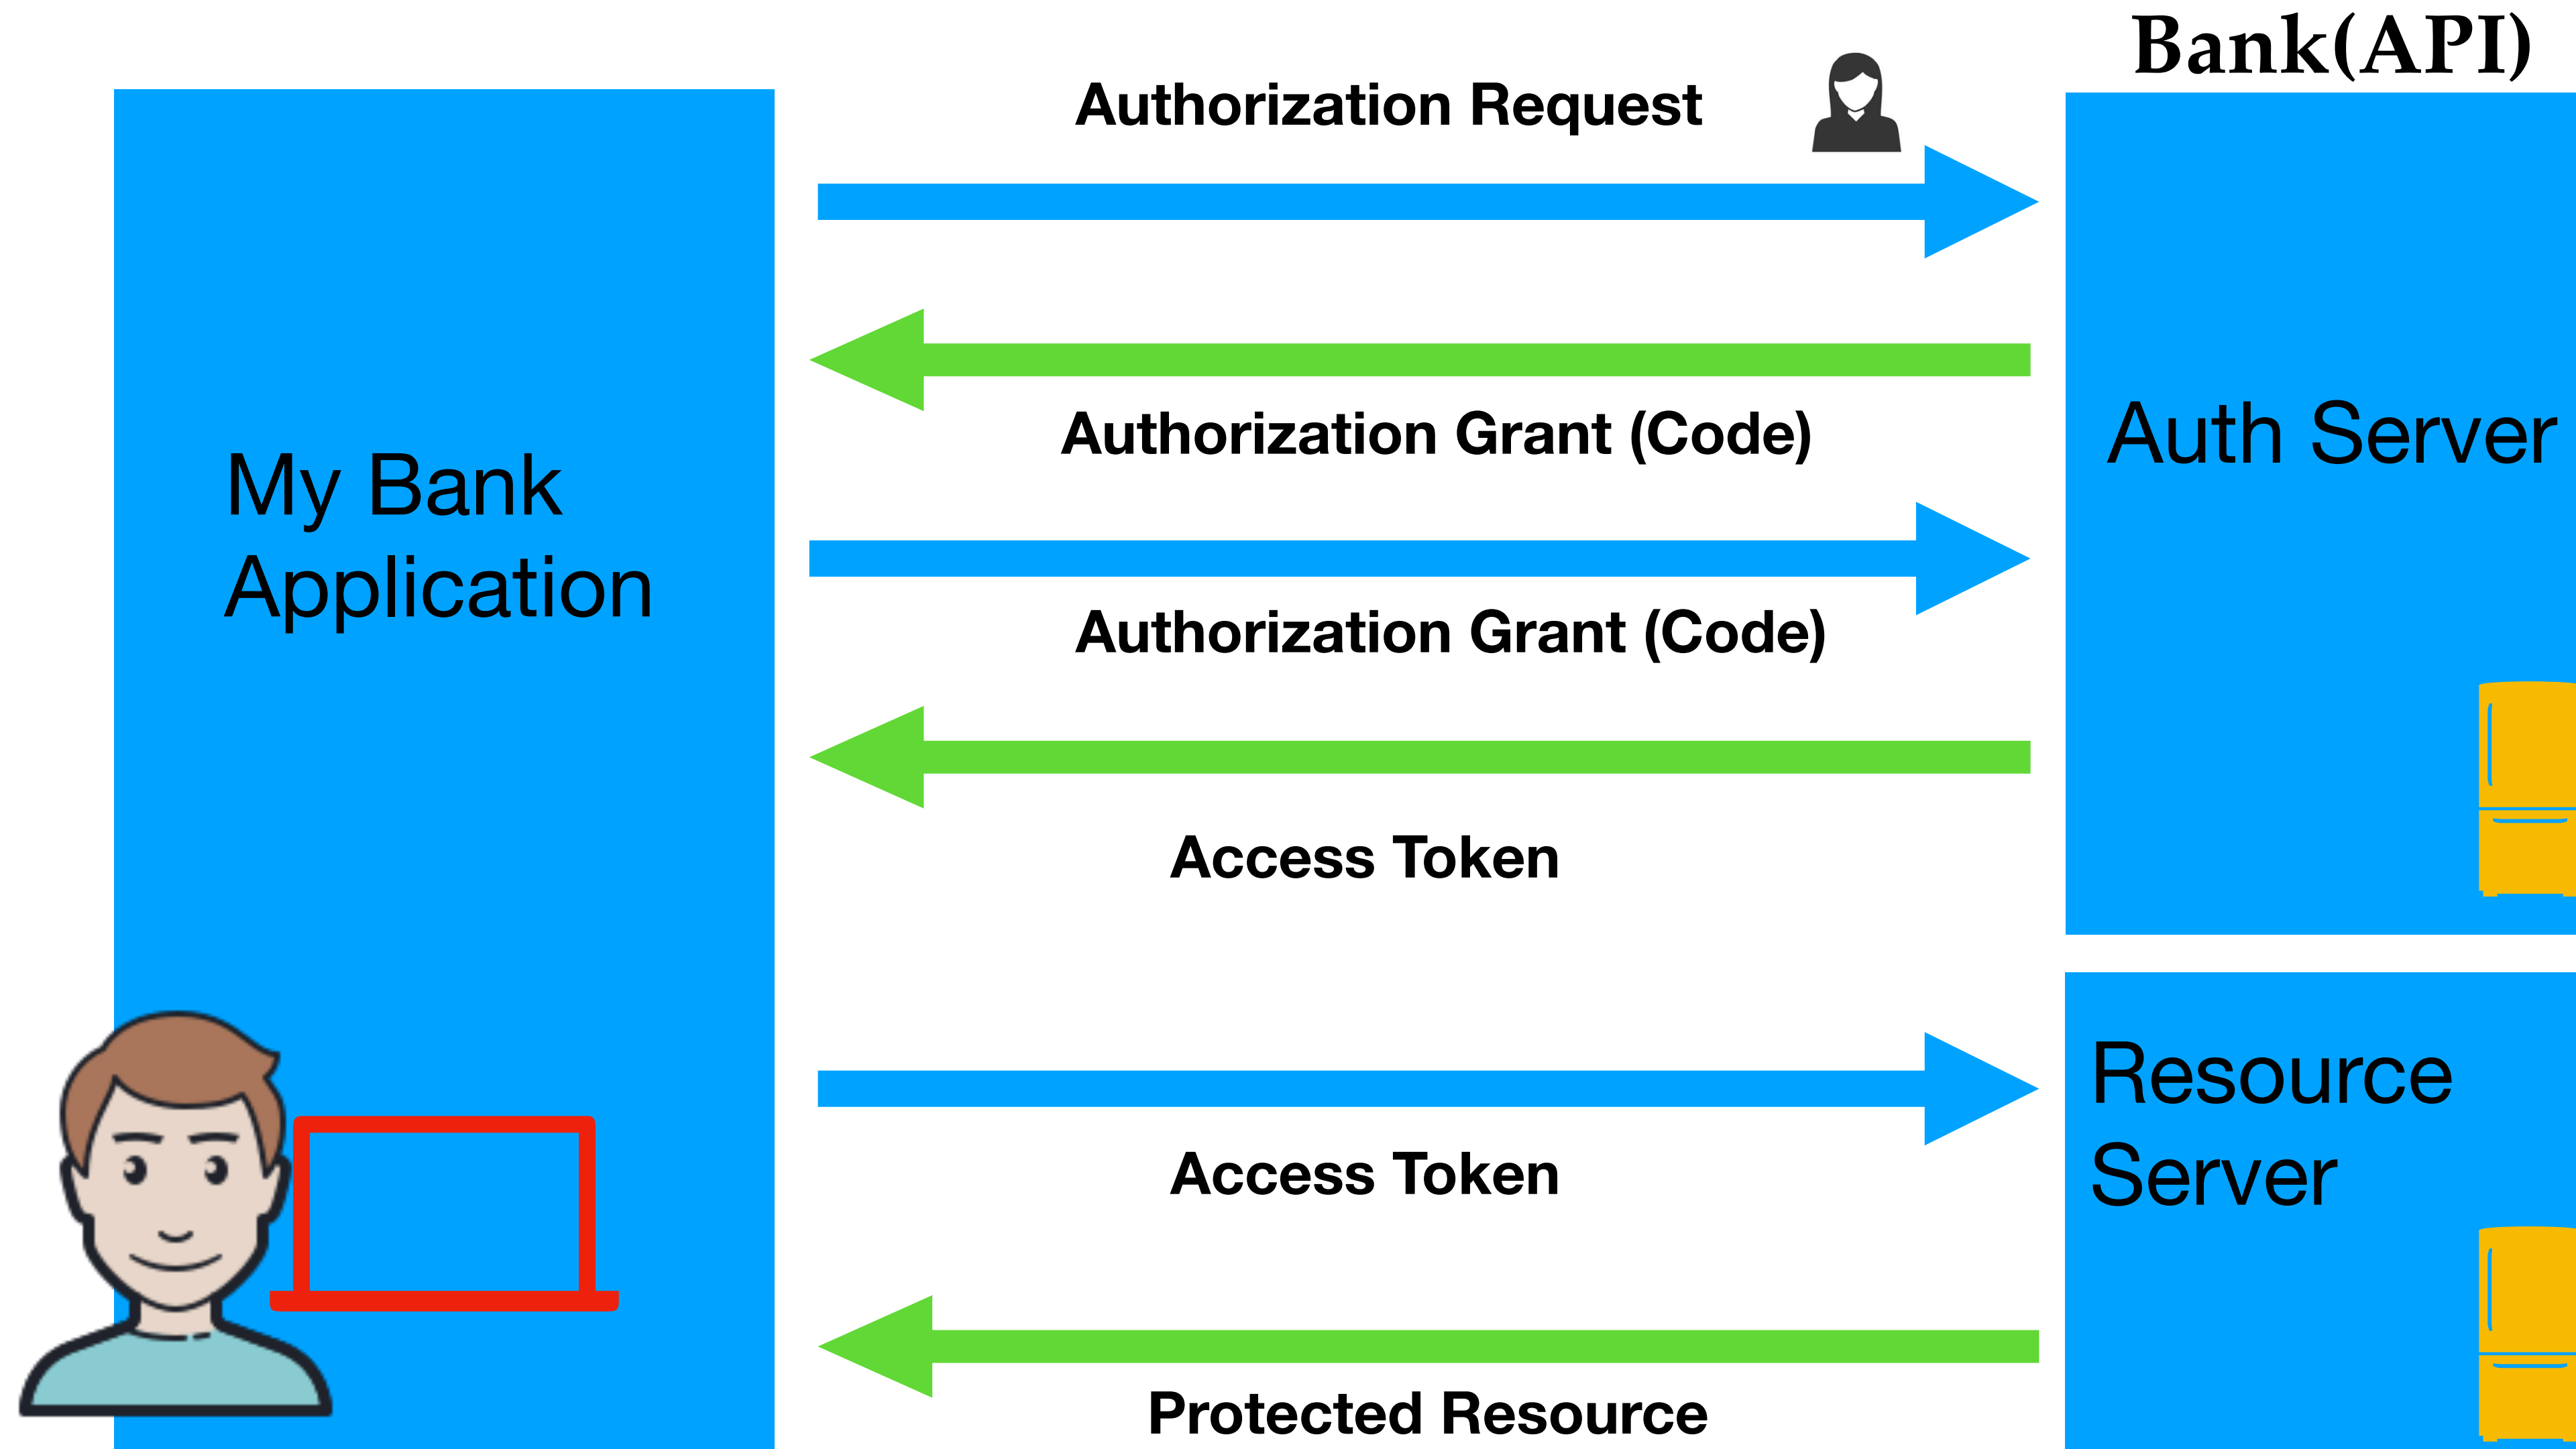 Bank(API)
Authorization Request
Authorization Grant (Code)
My Bank
Application
Auth Server
Authorization Grant (Code)
Access Token
Resource
Server
Access Token
Protected Resource